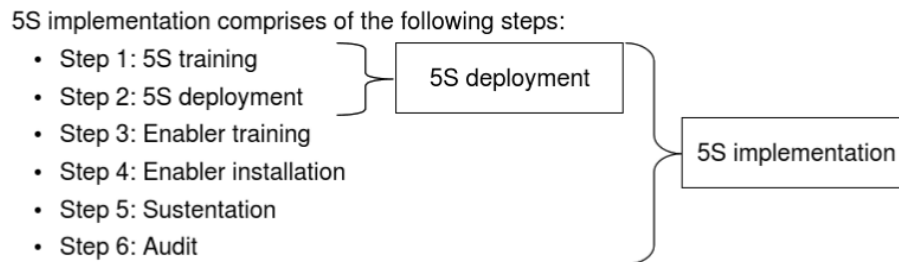 5S implementation comprises of the following steps:
• Step 1: 5S training
• Step 2: 5S deployment
• Step 3: Enabler training
• Step 4: Enabler installation
• Step 5: Sustentation
• Step 6: Audit
5S deployment
5S implementation